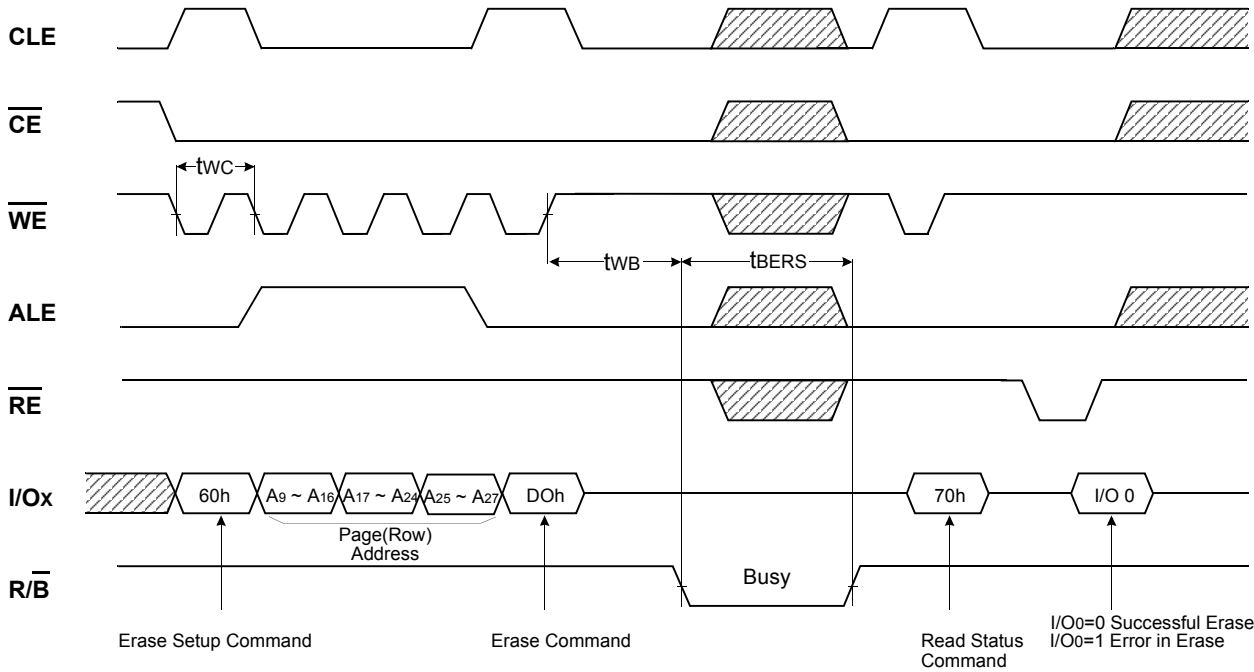 CLE
CE
tWC
WE
tWB
tBERS
ALE
RE
I/Ox
60h
A9 ~ A16
A17 ~ A24
A25 ~ A27
DOh
70h
I/O 0
Page(Row)
Address
R/B
Busy
Erase Setup Command
Erase Command
Read Status
Command
I/O0=0 Successful Erase
I/O0=1 Error in Erase